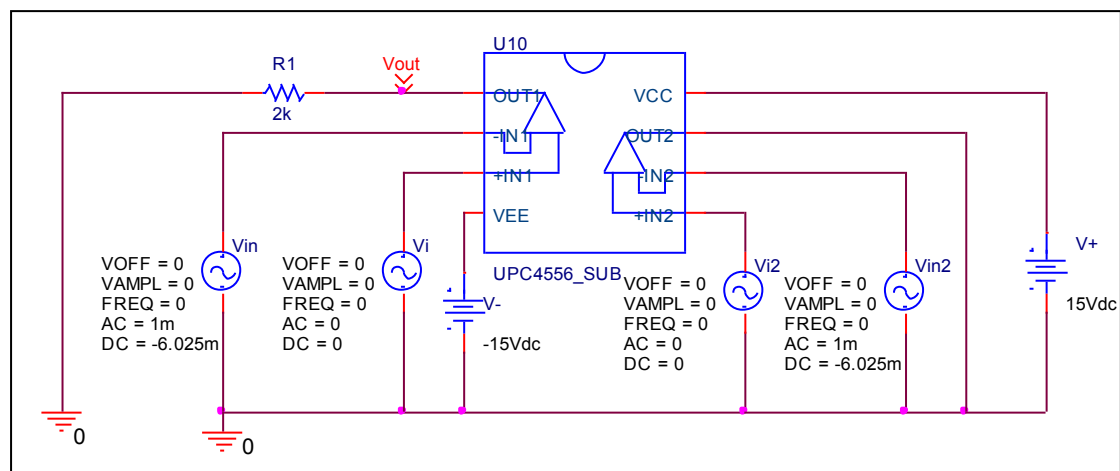 U10
R1
2k
Vout
OUT1
-IN1
+IN1
VEE
VCC
OUT2
-IN2
+IN2
UPC4556_SUB
Vin
VOFF = 0
VAMPL = 0
FREQ = 0
AC = 1m
DC = -6.025m
Vi
VOFF = 0
VAMPL = 0
FREQ = 0
AC = 0
DC = 0
V-
-15Vdc
Vi2
VOFF = 0
VAMPL = 0
FREQ = 0
AC = 0
DC = 0
Vin2
VOFF = 0
VAMPL = 0
FREQ = 0
AC = 1m
DC = -6.025m
V+
15Vdc
0
0